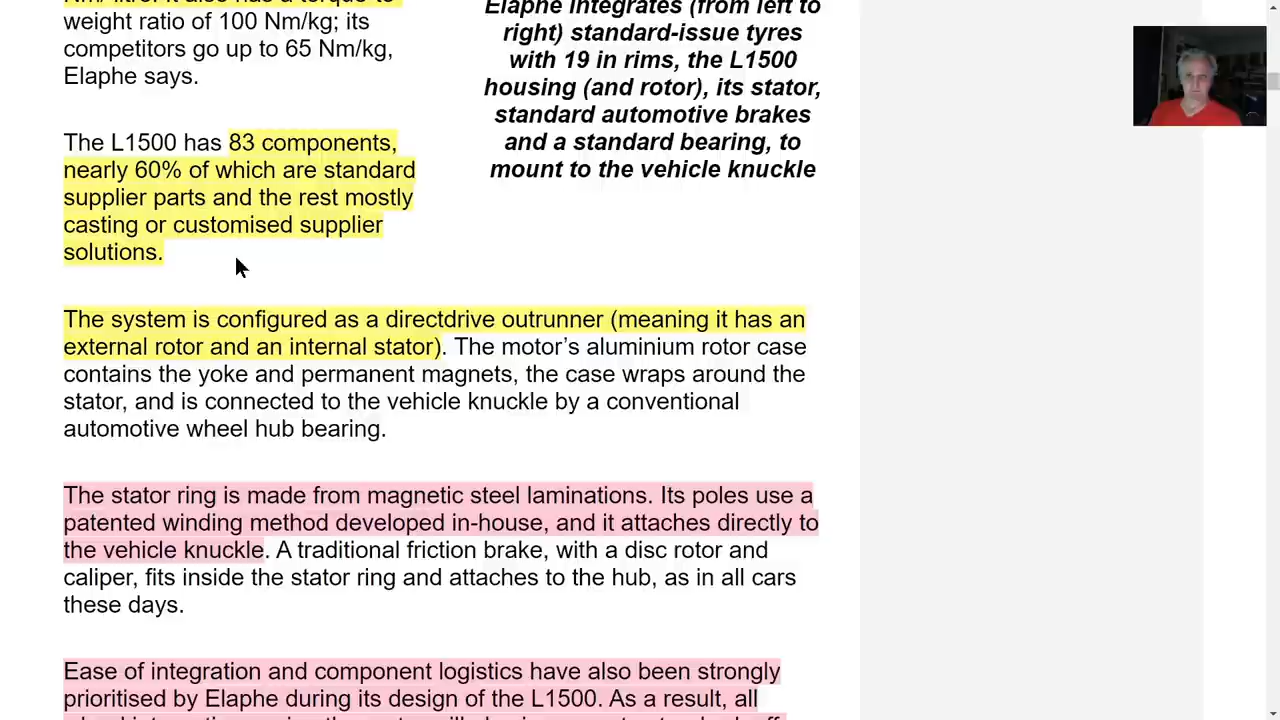 weight ratio of 100 Nm/kg; its
competitors go up to 65 Nm/kg,
Elaphe says.
The L1500 has 83 components,
nearly 60% of which are standard
supplier parts and the rest mostly
casting or customised supplier
solutions.
Elaphe integrates (from left to
right) standard-issue tyres
with 19 in rims, the L1500
housing (and rotor), its stator,
standard automotive brakes
and a standard bearing, to
mount to the vehicle knuckle
The system is configured as a directdrive outrunner (meaning it has an
external rotor and an internal stator). The motor’s aluminium rotor case
contains the yoke and permanent magnets, the case wraps around the
stator, and is connected to the vehicle knuckle by a conventional
automotive wheel hub bearing.
The stator ring is made from magnetic steel laminations. Its poles use a
patented winding method developed in-house, and it attaches directly to
the vehicle knuckle. A traditional friction brake, with a disc rotor and
caliper, fits inside the stator ring and attaches to the hub, as in all cars
these days.
Ease of integration and component logistics have also been strongly
prioritised by Elaphe during its design of the L1500. As a result, all